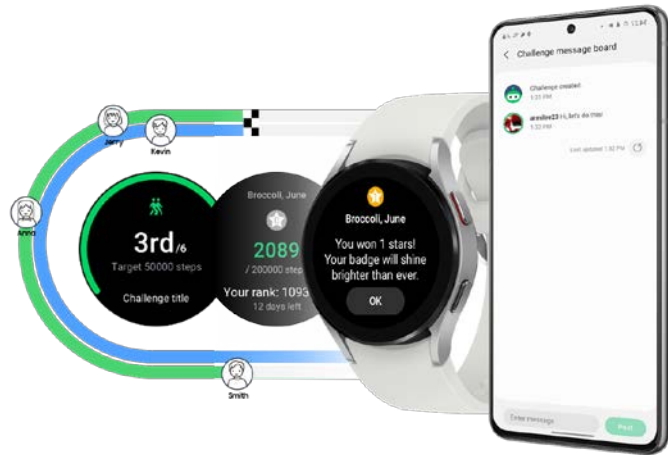 Jerry
Kevin
Anna
Smith
3rd/6
Target 50000 steps
Challenge title
Broccoli, June
2089
/ 200000 step
Your rank: 1093
12 days left
Broccoli, June
You won 1 stars!
Your badge will shine
brighter than ever.
OK
Challenge message board
Challenge created
1:23 PM
Hi, let's do this!
1:23 PM
Last updated 1:52 PM
Enter message
Post